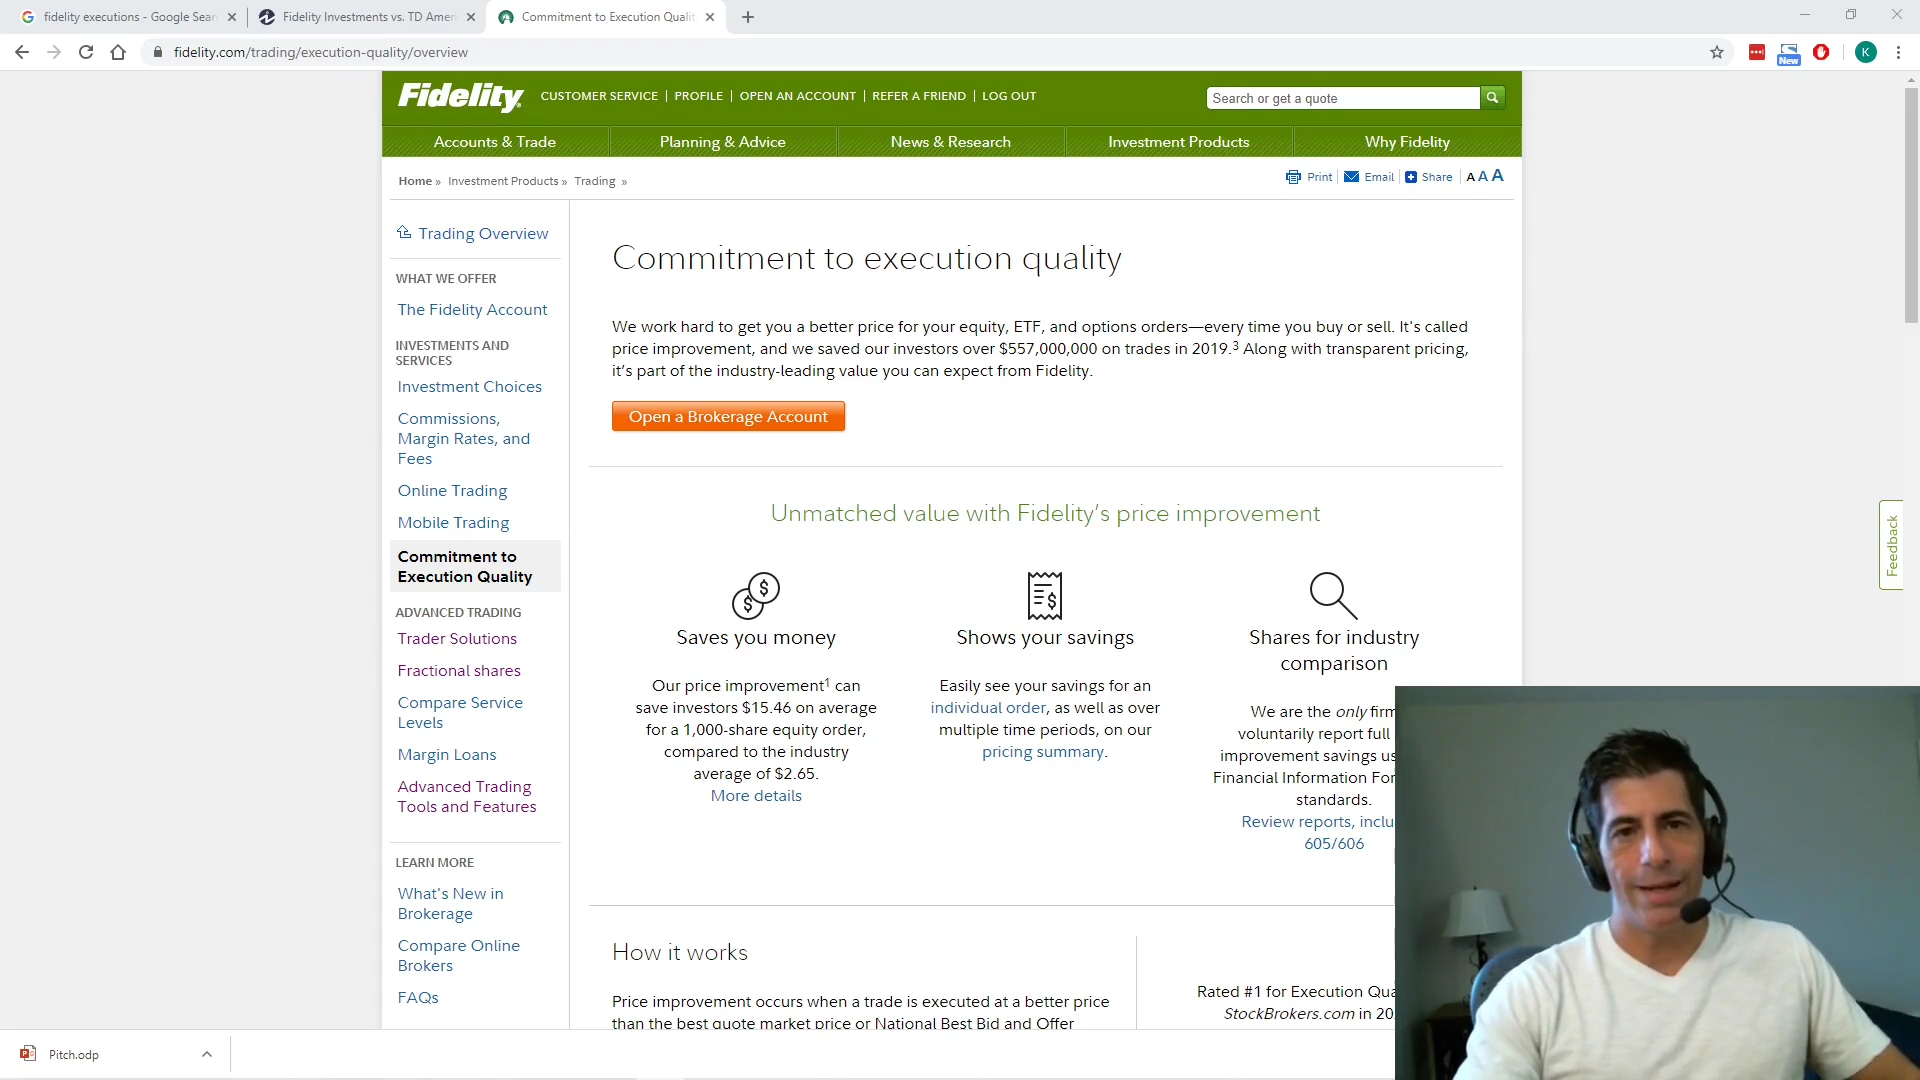 fidelity executions - Google Sear
Fidelity Investments vs. TD Ameri
Commitment to Execution Qualit
fidelity.com/trading/execution-quality/overview
New
K
Fidelity
CUSTOMER SERVICE | PROFILE | OPEN AN ACCOUNT | REFER A FRIEND | LOG OUT
Search or get a quote
Accounts & Trade
Planning & Advice
News & Research
Investment Products
Why Fidelity
Home » Investment Products » Trading »
Print
Email
Share
A A A
Trading Overview
WHAT WE OFFER
The Fidelity Account
INVESTMENTS AND
SERVICES
Investment Choices
Commissions,
Margin Rates, and
Fees
Online Trading
Mobile Trading
Commitment to
Execution Quality
ADVANCED TRADING
Trader Solutions
Fractional shares
Compare Service
Levels
Margin Loans
Advanced Trading
Tools and Features
LEARN MORE
What's New in
Brokerage
Compare Online
Brokers
FAQs
Commitment to execution quality
We work hard to get you a better price for your equity, ETF, and options orders—every time you buy or sell. It's called
price improvement, and we saved our investors over $557,000,000 on trades in 2019.³ Along with transparent pricing,
it’s part of the industry-leading value you can expect from Fidelity.
Open a Brokerage Account
Unmatched value with Fidelity’s price improvement
Saves you money
Our price improvement¹ can
save investors $15.46 on average
for a 1,000-share equity order,
compared to the industry
average of $2.65.
More details
Shows your savings
Easily see your savings for an
individual order, as well as over
multiple time periods, on our
pricing summary.
Shares for industry
comparison
We are the only firm
voluntarily report full
improvement savings us
Financial Information For
standards.
Review reports, inclu
605/606
How it works
Price improvement occurs when a trade is executed at a better price
than the best quote market price or National Best Bid and Offer
Rated #1 for Execution Qua
StockBrokers.com in 20
Feedback
Pitch.odp